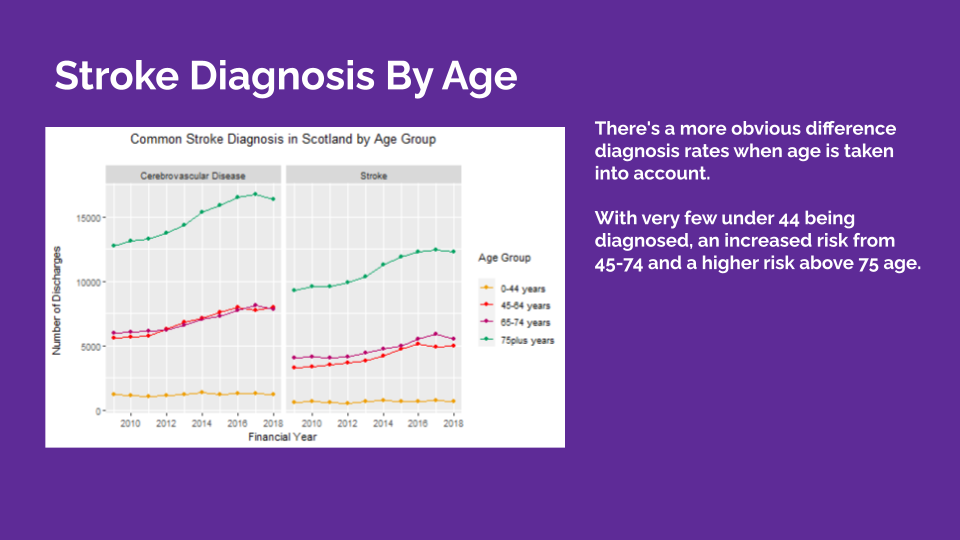 Stroke Diagnosis By Age
Common Stroke Diagnosis in Scotland by Age Group
Cerebrovascular Disease
Stroke
15000
10000
5000
0
Number of Discharges
2010 2012 2014 2016 2018
2010 2012 2014 2016 2018
Financial Year
Age Group
0-44 years
45-64 years
65-74 years
75plus years
There's a more obvious difference
diagnosis rates when age is taken
into account.
With very few under 44 being
diagnosed, an increased risk from
45-74 and a higher risk above 75 age.